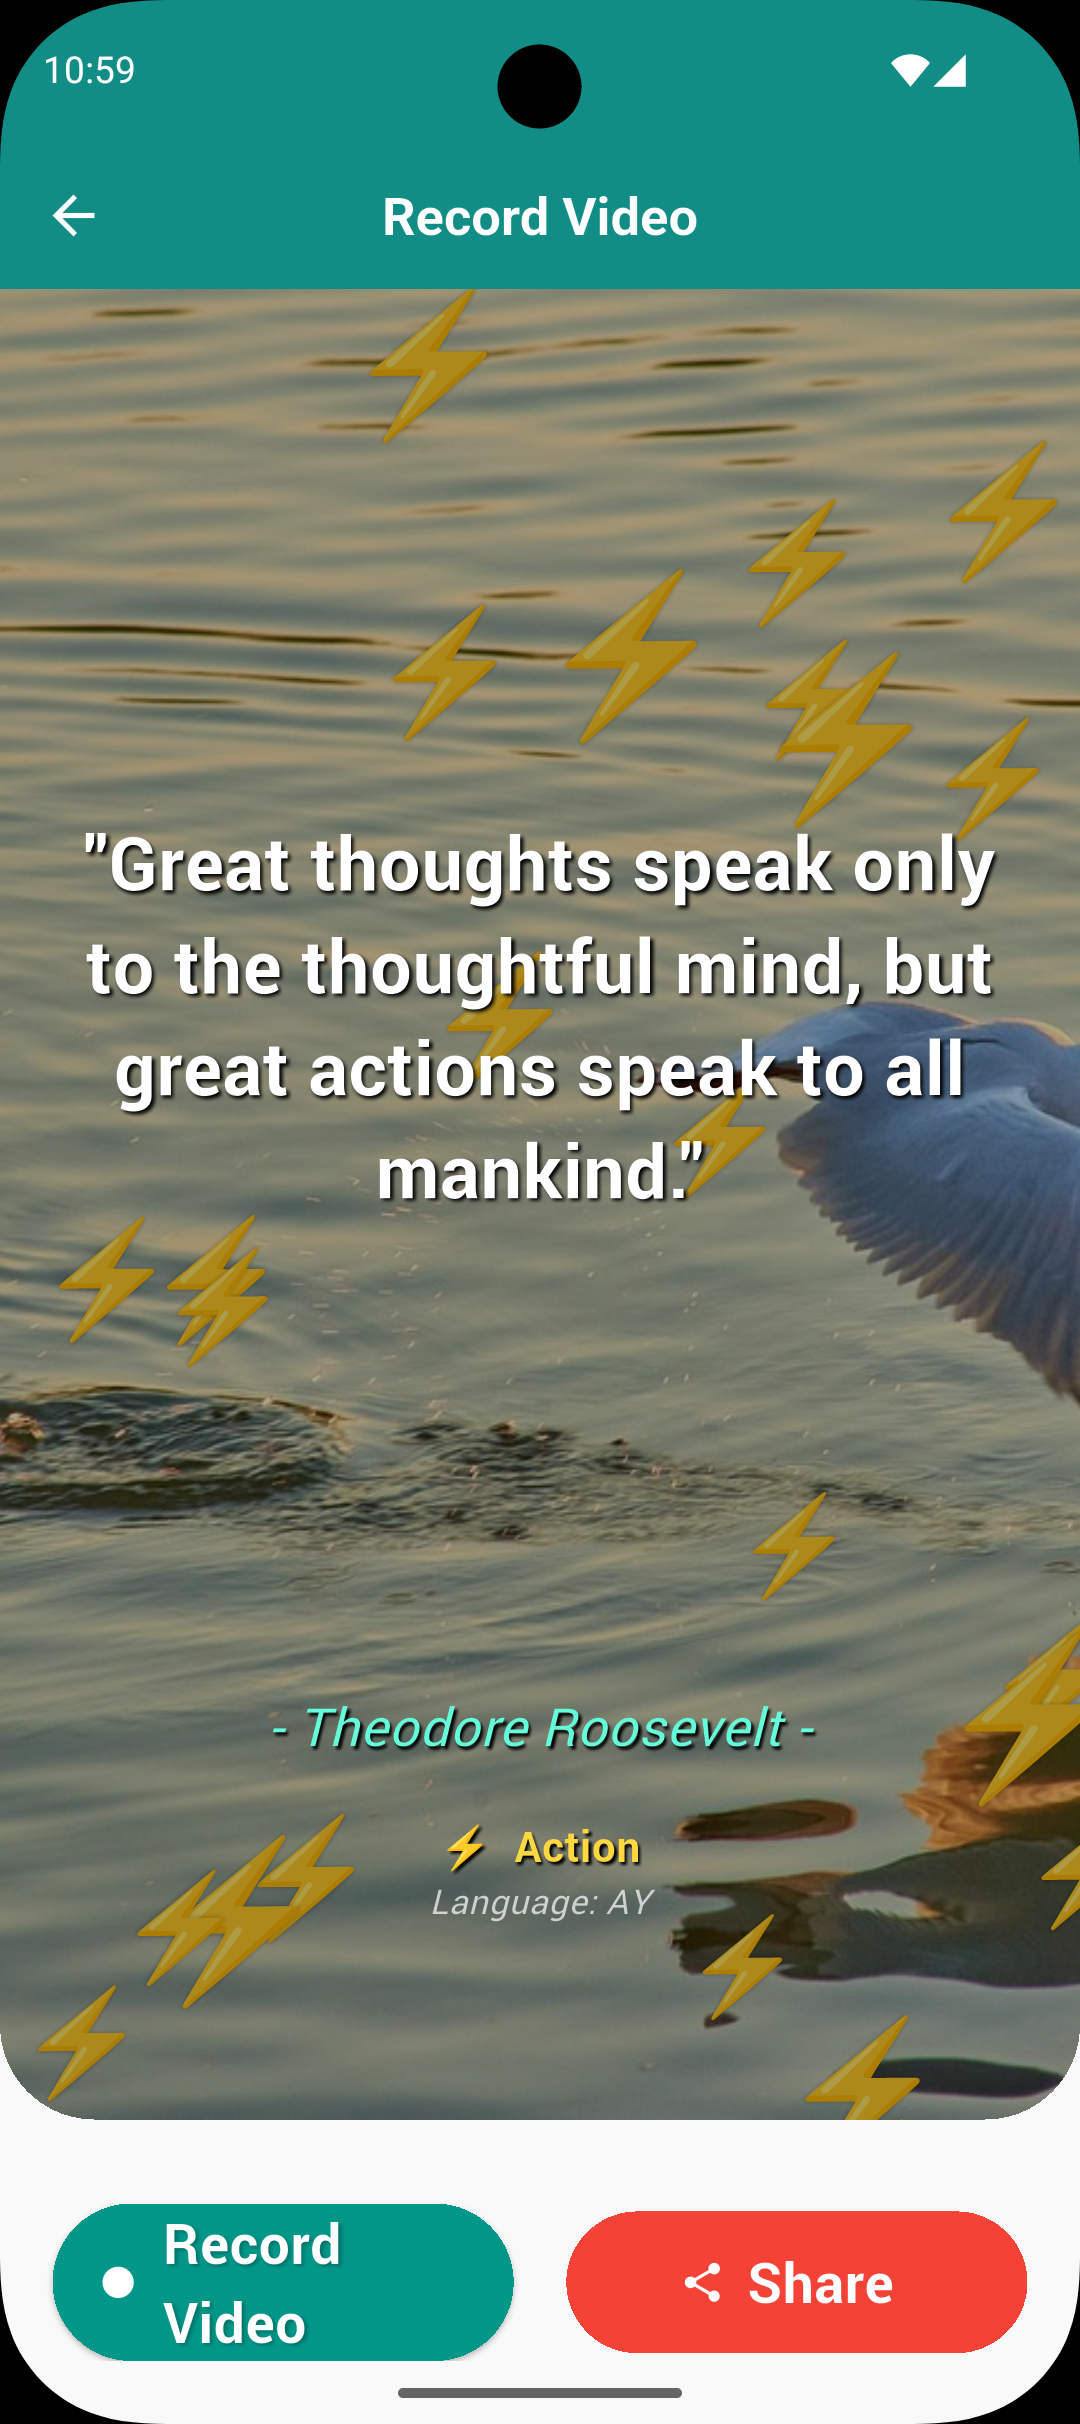 10:59
Record Video
"Great thoughts speak only
to the thoughtful mind, but
great actions speak to all
mankind."
- Theodore Roosevelt -
⚡ Action
Language: AY
Record
Video
Share